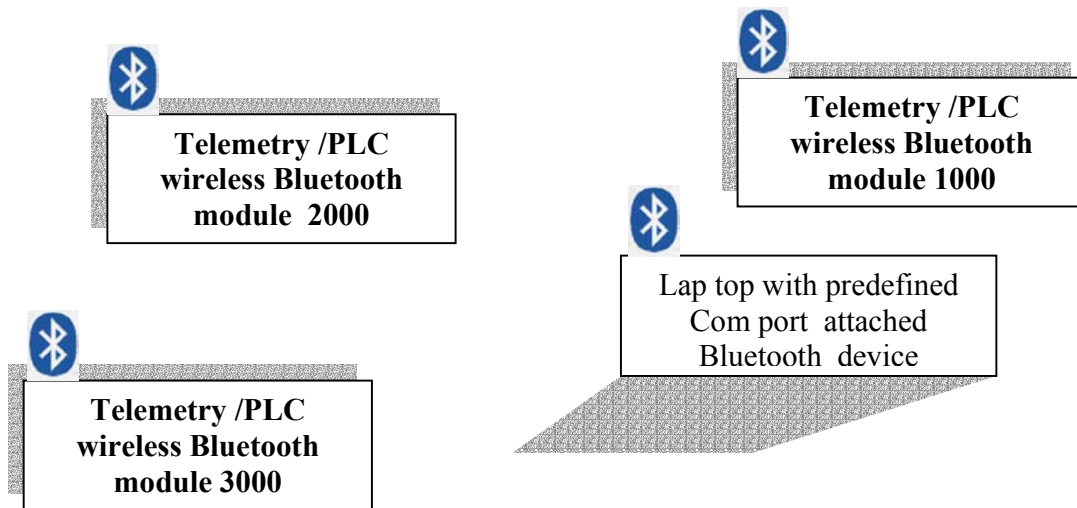 Telemetry /PLC
wireless Bluetooth
module 2000
Telemetry /PLC
wireless Bluetooth
module 1000
Lap top with predefined
Com port attached
Bluetooth device
Telemetry /PLC
wireless Bluetooth
module 3000